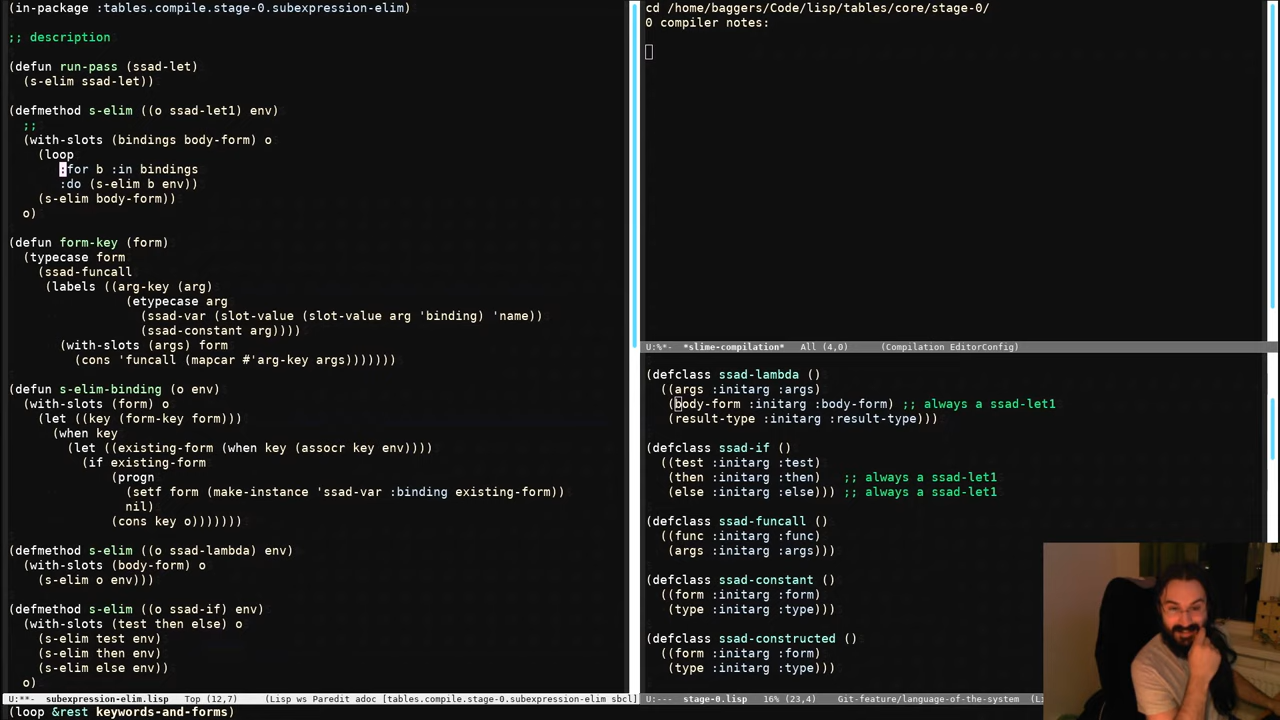 (in-package :tables.compile.stage-0.subexpression-elim)
;; description
(defun run-pass (ssad-let)
(s-elim ssad-let))
(defmethod s-elim ((o ssad-let1) env)
;;
(with-slots (bindings body-form) o
(loop
:for b :in bindings
:do (s-elim b env))
(s-elim body-form))
o)
(defun form-key (form)
(typecase form
(ssad-funcall
(labels ((arg-key (arg)
(etypecase arg
(ssad-var (slot-value (slot-value arg 'binding) 'name))
(ssad-constant arg))))
(with-slots (args) form
(cons 'funcall (mapcar #'arg-key args)))))))
(defun s-elim-binding (o env)
(with-slots (form) o
(let ((key (form-key form)))
(when key
(let ((existing-form (when key (assocr key env))))
(if existing-form
(progn
(setf form (make-instance 'ssad-var :binding existing-form))
nil)
(cons key o)))))))
(defmethod s-elim ((o ssad-lambda) env)
(with-slots (body-form) o
(s-elim o env)))
(defmethod s-elim ((o ssad-if) env)
(with-slots (test then else) o
(s-elim test env)
(s-elim then env)
(s-elim else env))
o)
U:**-  subexpression-elim.lisp   Top (12,7)     (Lisp ws Paredit adoc [tables.compile.stage-0.subexpression-elim sbcl]
(loop &rest keywords-and-forms)
cd /home/baggers/Code/lisp/tables/core/stage-0/
0 compiler notes:
U:%*-  *slime-compilation*   All (4,0)     (Compilation EditorConfig)
(defclass ssad-lambda ()
((args :initarg :args)
(body-form :initarg :body-form) ;; always a ssad-let1
(result-type :initarg :result-type)))
(defclass ssad-if ()
((test :initarg :test)
(then :initarg :then)   ;; always a ssad-let1
(else :initarg :else))) ;; always a ssad-let1
(defclass ssad-funcall ()
((func :initarg :func)
(args :initarg :args)))
(defclass ssad-constant ()
((form :initarg :form)
(type :initarg :type)))
(defclass ssad-constructed ()
((form :initarg :form)
(type :initarg :type)))
U:---  stage-0.lisp   16% (23,4)     Git-feature/language-of-the-system  (Li